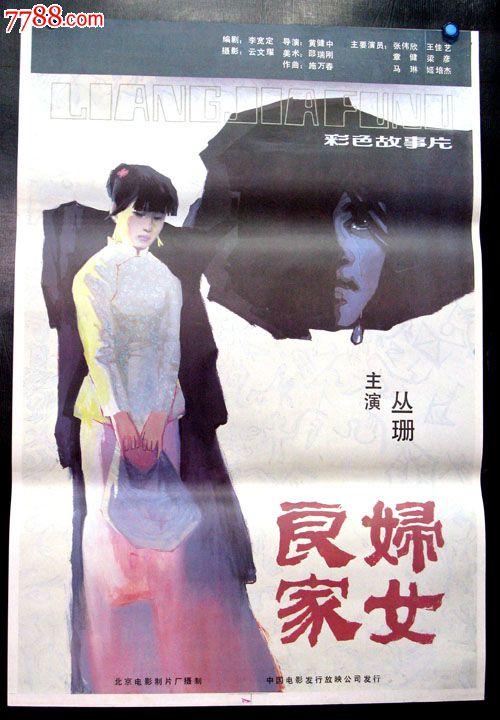 7788.com
编剧:李宽定 导演:黄健中 主要演员:张伟欣 王佳艺
摄影:云文耀 美术:邵瑞刚 章健 梁彦
作曲:施万春 马琳 姬培杰
LIANGJIAFUNÜ
彩色故事片
主演
丛珊
良家
婦女
北京电影制片厂摄制
中国电影发行放映公司发行